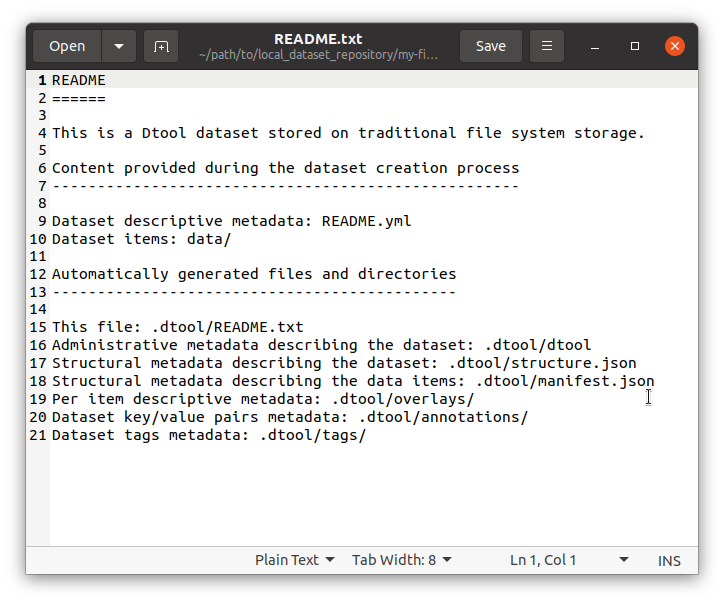 Open
README.txt
~/path/to/local_dataset_repository/my-fi…
Save
1 README
2 ======
3
4 This is a Dtool dataset stored on traditional file system storage.
5
6 Content provided during the dataset creation process
7 ----------------------------------------------------
8
9 Dataset descriptive metadata: README.yml
10 Dataset items: data/
11
12 Automatically generated files and directories
13 ---------------------------------------------
14
15 This file: .dtool/README.txt
16 Administrative metadata describing the dataset: .dtool/dtool
17 Structural metadata describing the dataset: .dtool/structure.json
18 Structural metadata describing the data items: .dtool/manifest.json
19 Per item descriptive metadata: .dtool/overlays/
20 Dataset key/value pairs metadata: .dtool/annotations/
21 Dataset tags metadata: .dtool/tags/
Plain Text Tab Width: 8 Ln 1, Col 1 INS